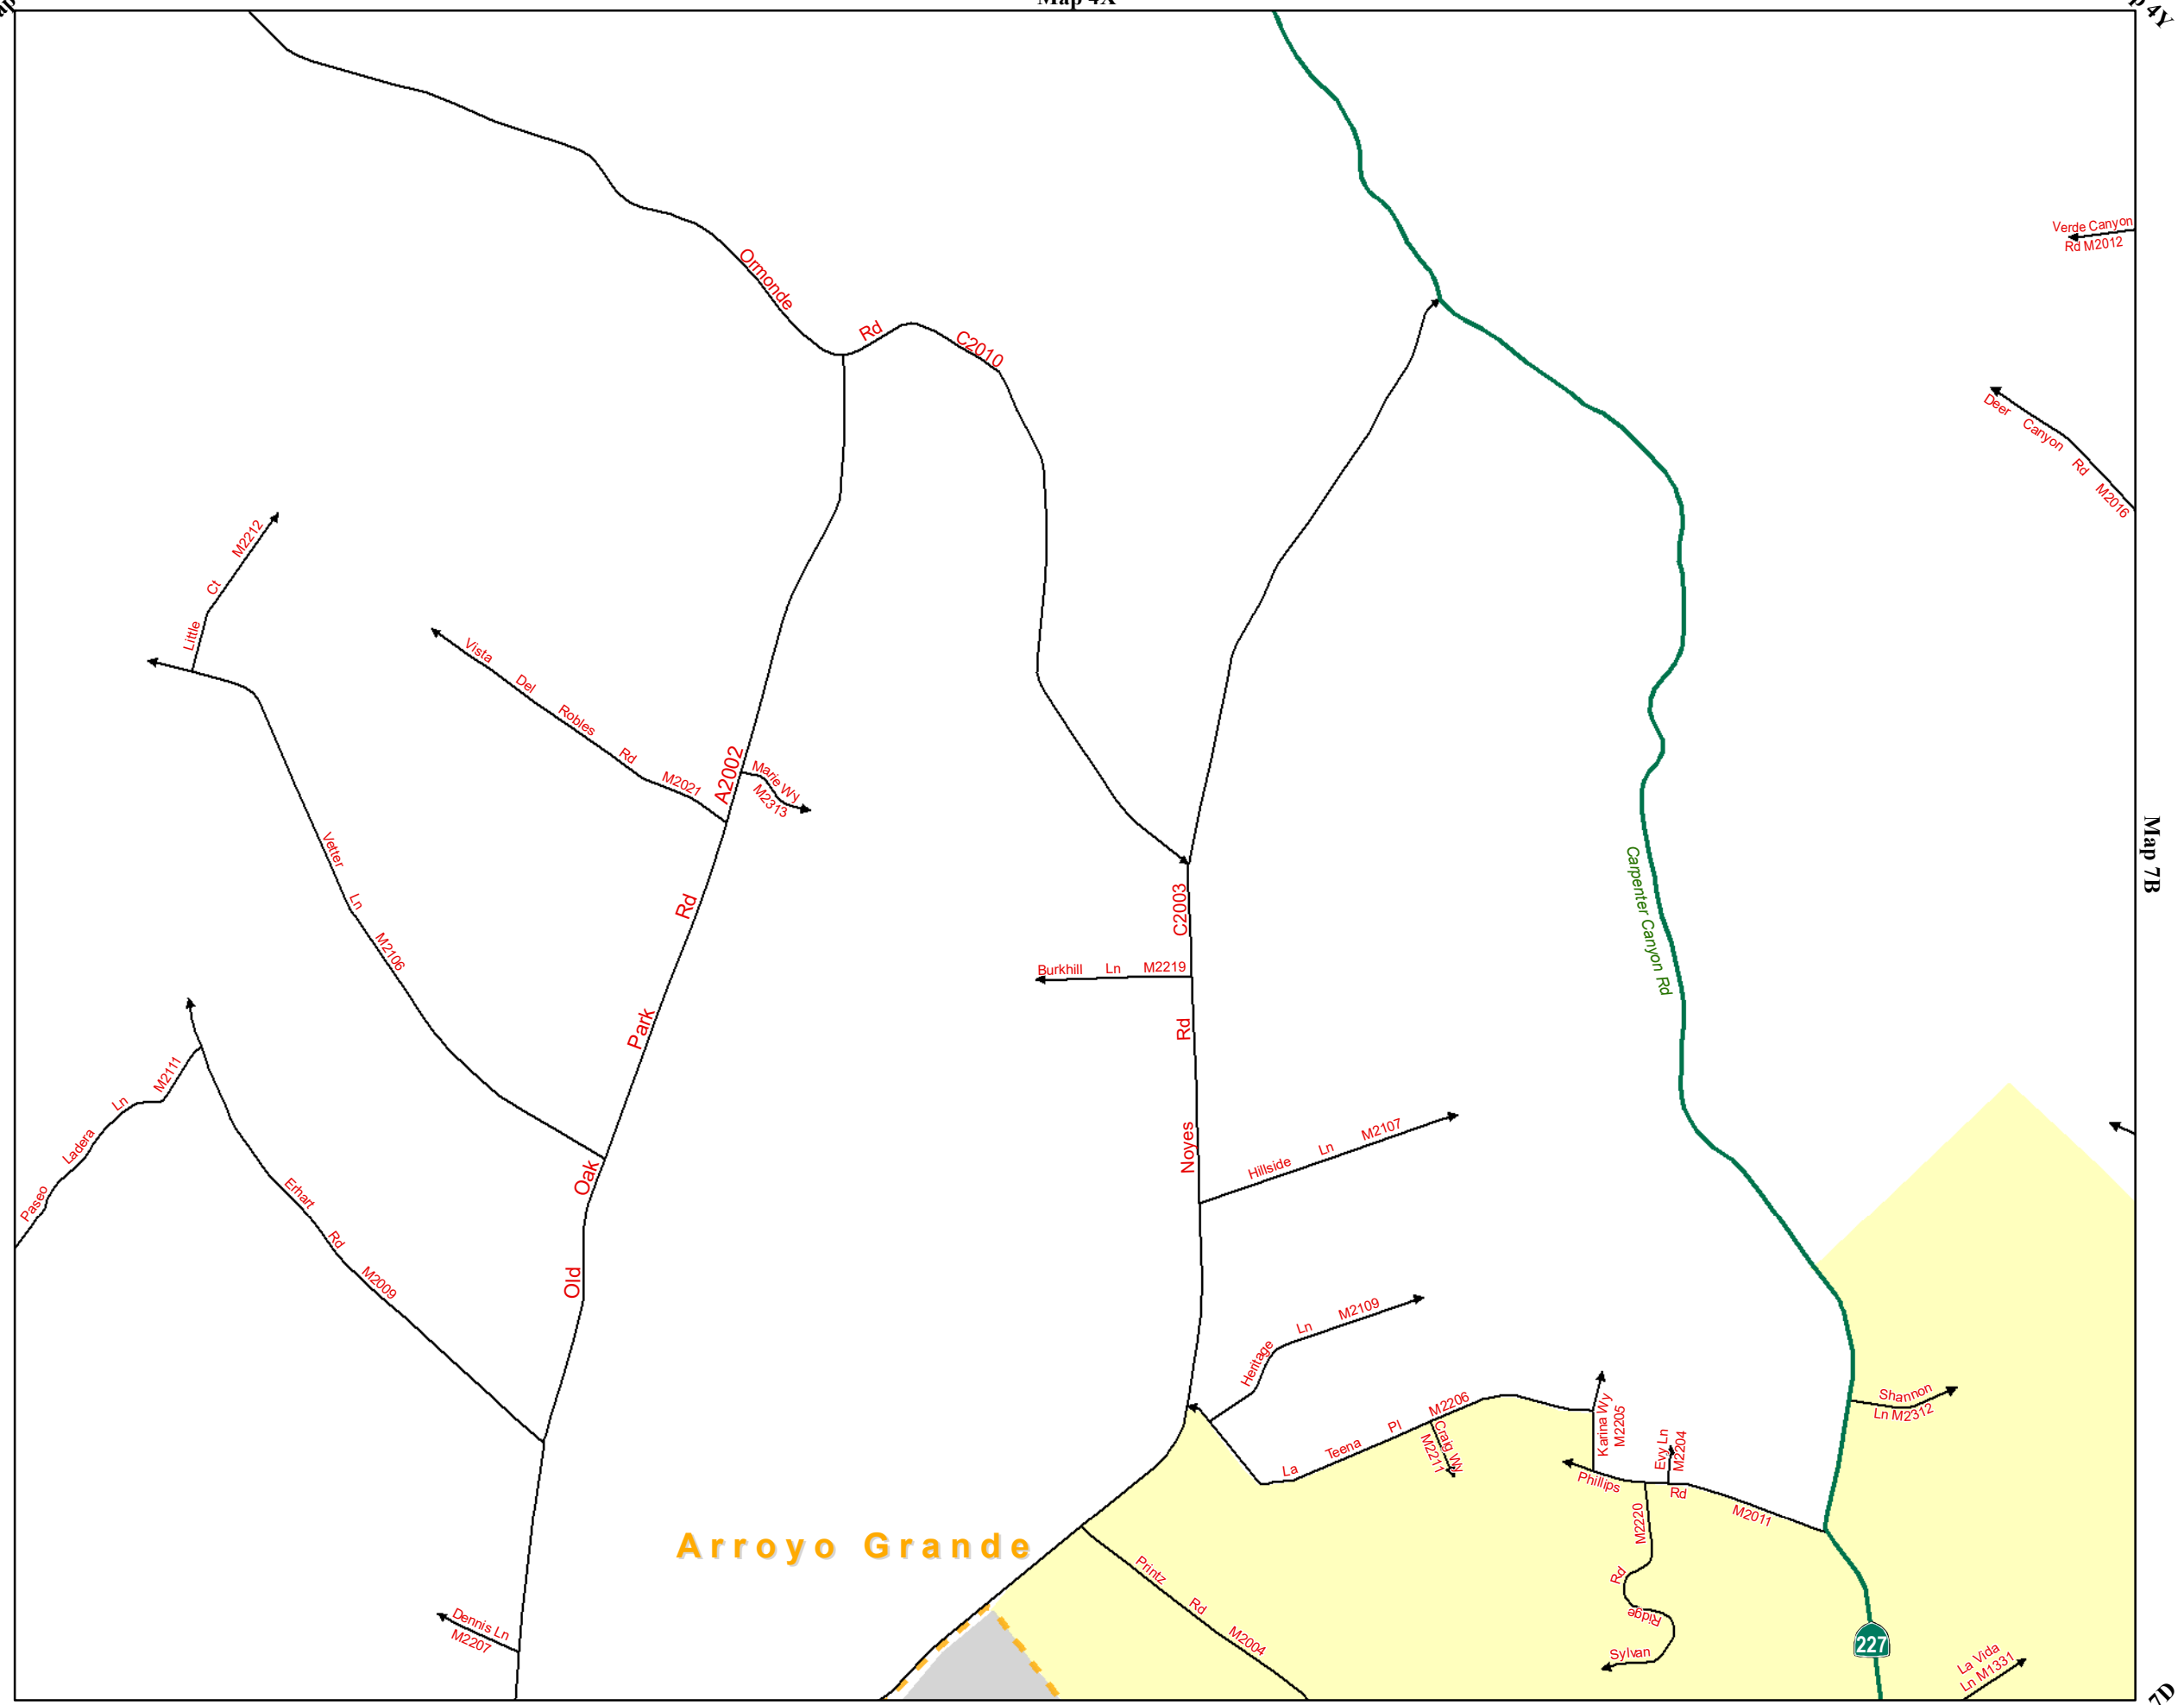 Map 4X
p 4Y
Verde Canyon
Rd M2012
Ormonde Rd C2010
Deer Canyon Rd M2016
Little Ct M2212
Vista Del Robles Rd M2021
A2002
Marie Wy
M2313
Map 7B
Vetter Ln M2106
Carpenter Canyon Rd
C2003
Burkhill Ln M2219
Rd
Noyes
Rd
Park
Oak
Old
Paseo Ladera Ln M2111
Hillside Ln M2107
Erhart Rd M2009
Heritage Ln M2109
La Teena Pl M2206
Craig Wy
M2211
Karina Wy
M2205
Evy Ln
M2204
Shannon
Ln M2312
Phillips Rd M2011
M2220
Rd
Ridge
Sylvan
Arroyo Grande
Printz Rd M2004
Dennis Ln
M2207
227
La Vida
Ln M1331
7D